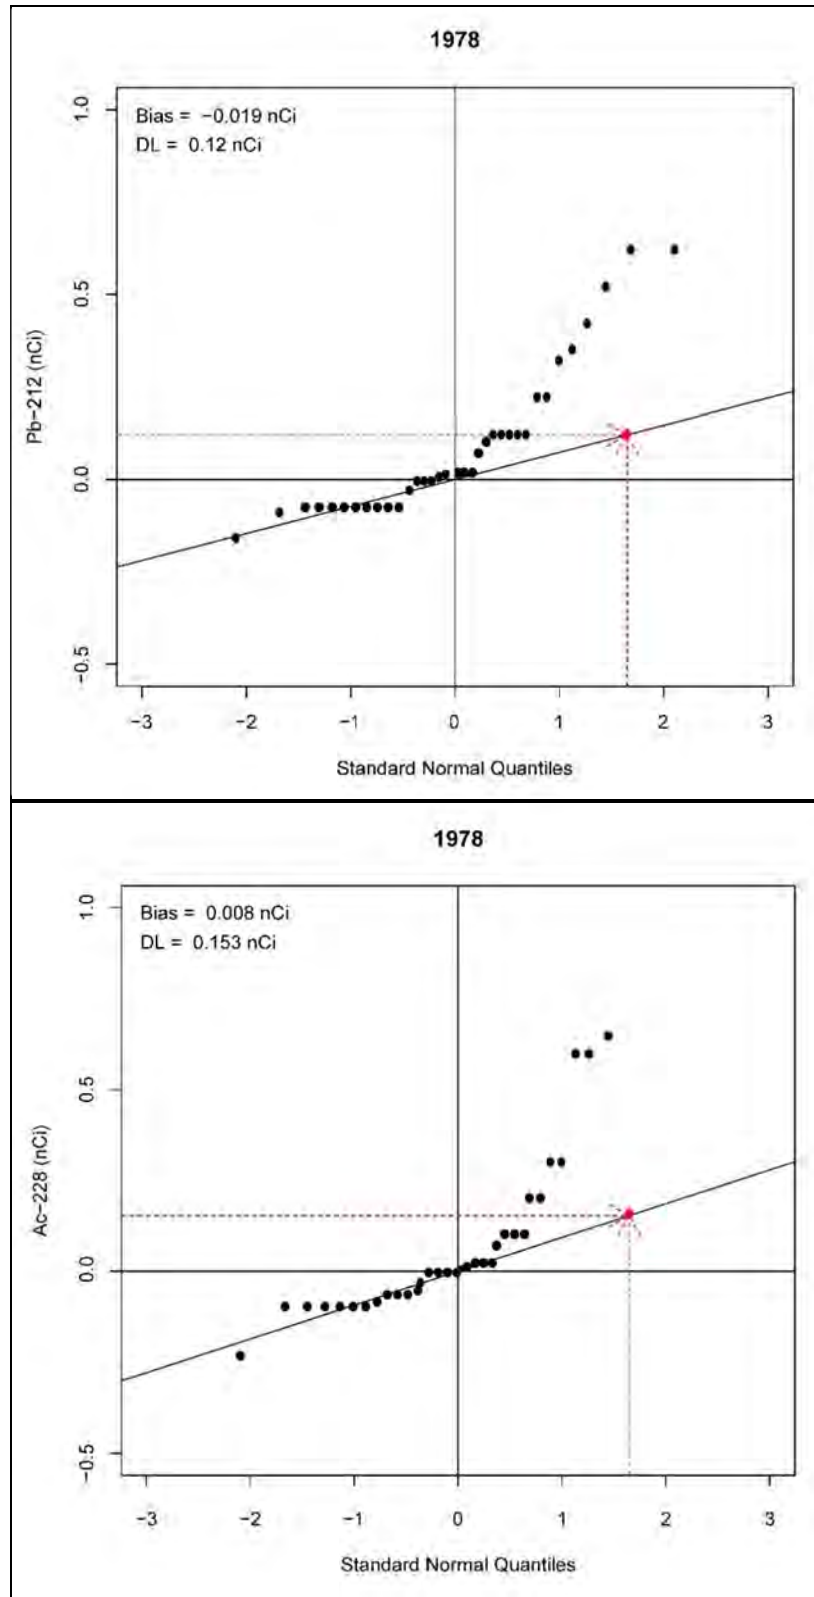 1978
Bias = −0.019 nCi
DL = 0.12 nCi
1.0
0.5
0.0
−0.5
Pb−212 (nCi)
−3 −2 −1 0 1 2 3
Standard Normal Quantiles
1978
Bias = 0.008 nCi
DL = 0.153 nCi
1.0
0.5
0.0
−0.5
Ac−228 (nCi)
−3 −2 −1 0 1 2 3
Standard Normal Quantiles